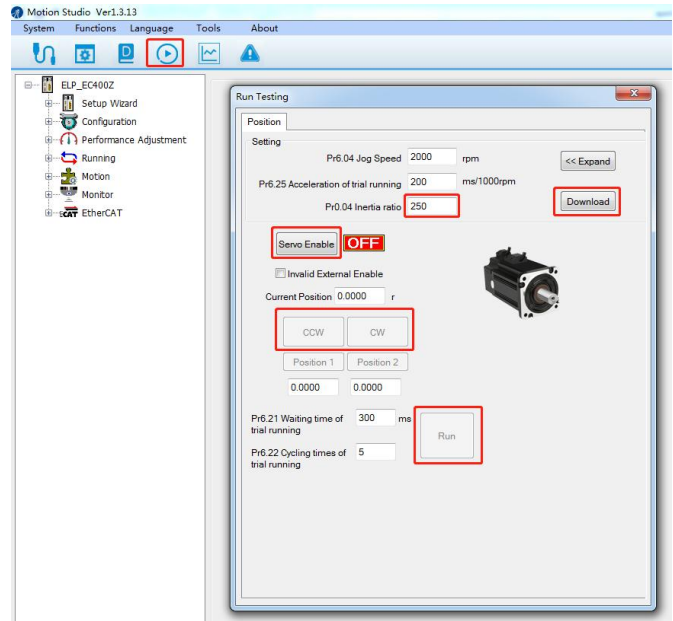 Motion Studio Ver1.3.13
System Functions Language Tools About
D
ELP_EC400Z
Setup Wizard
Configuration
Performance Adjustment
Running
Motion
Monitor
EtherCAT
Run Testing
Position
Setting
Pr6.04 Jog Speed 2000 rpm
<< Expand
Pr6.25 Acceleration of trial running 200 ms/1000rpm
Pr0.04 Inertia ratio 250
Download
Servo Enable OFF
Invalid External Enable
Current Position 0.0000 r
CCW CW
Position 1 Position 2
0.0000 0.0000
Pr6.21 Waiting time of
trial running 300 ms
Run
Pr6.22 Cycling times of
trial running 5